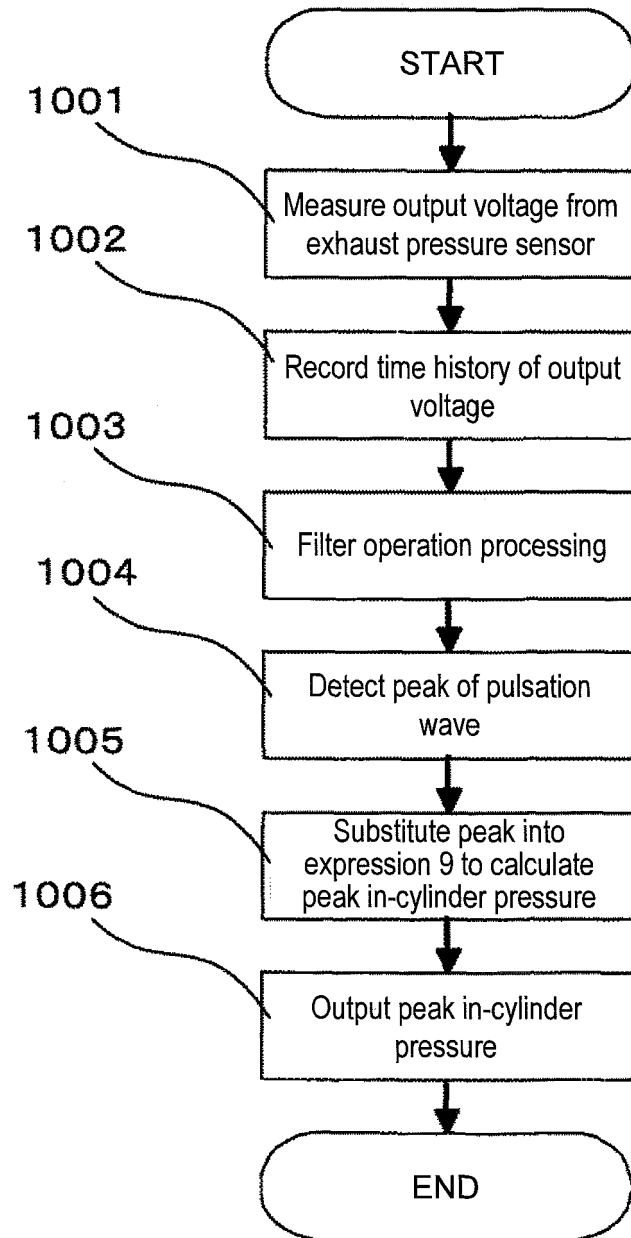 START
1001
Measure output voltage from
exhaust pressure sensor
1002
Record time history of output
voltage
1003
Filter operation processing
1004
Detect peak of pulsation
wave
1005
Substitute peak into
expression 9 to calculate
peak in-cylinder pressure
1006
Output peak in-cylinder
pressure
END